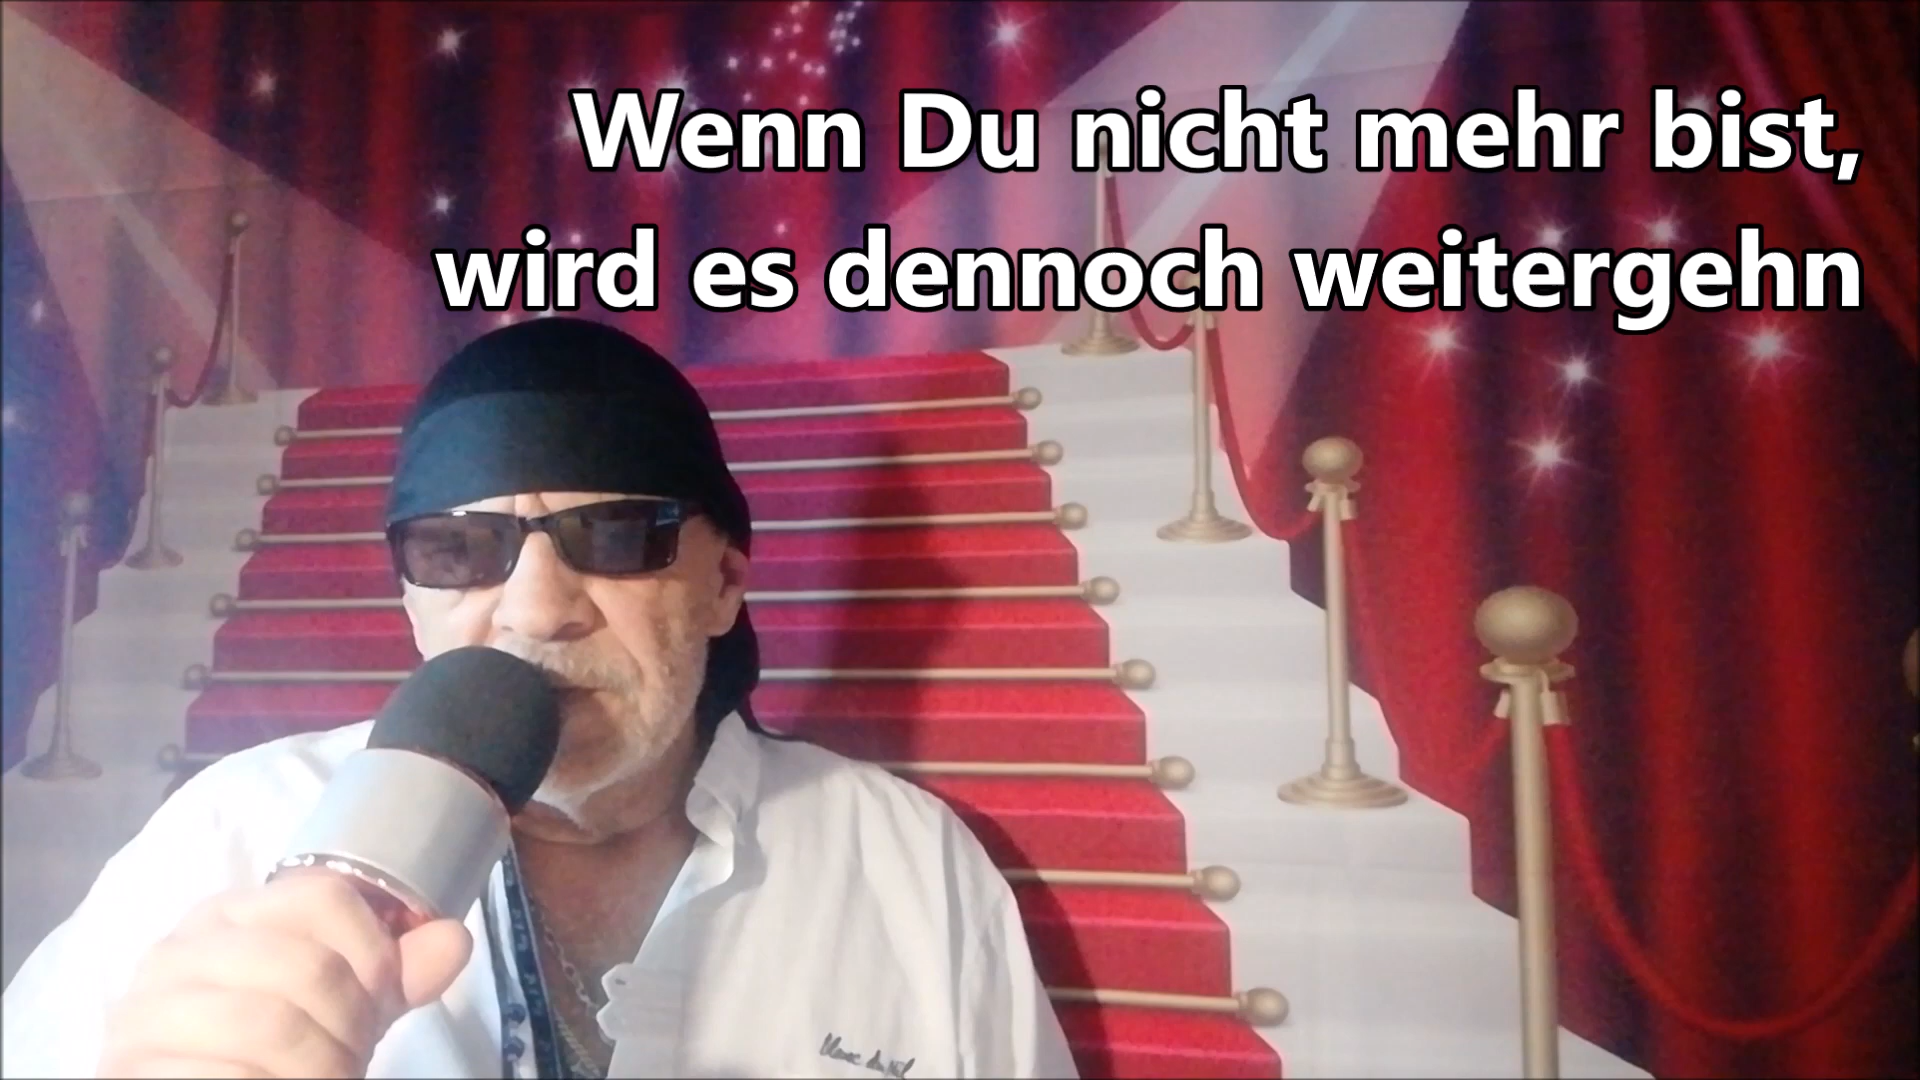 Wenn Du nicht mehr bist,
wird es dennoch weitergehn